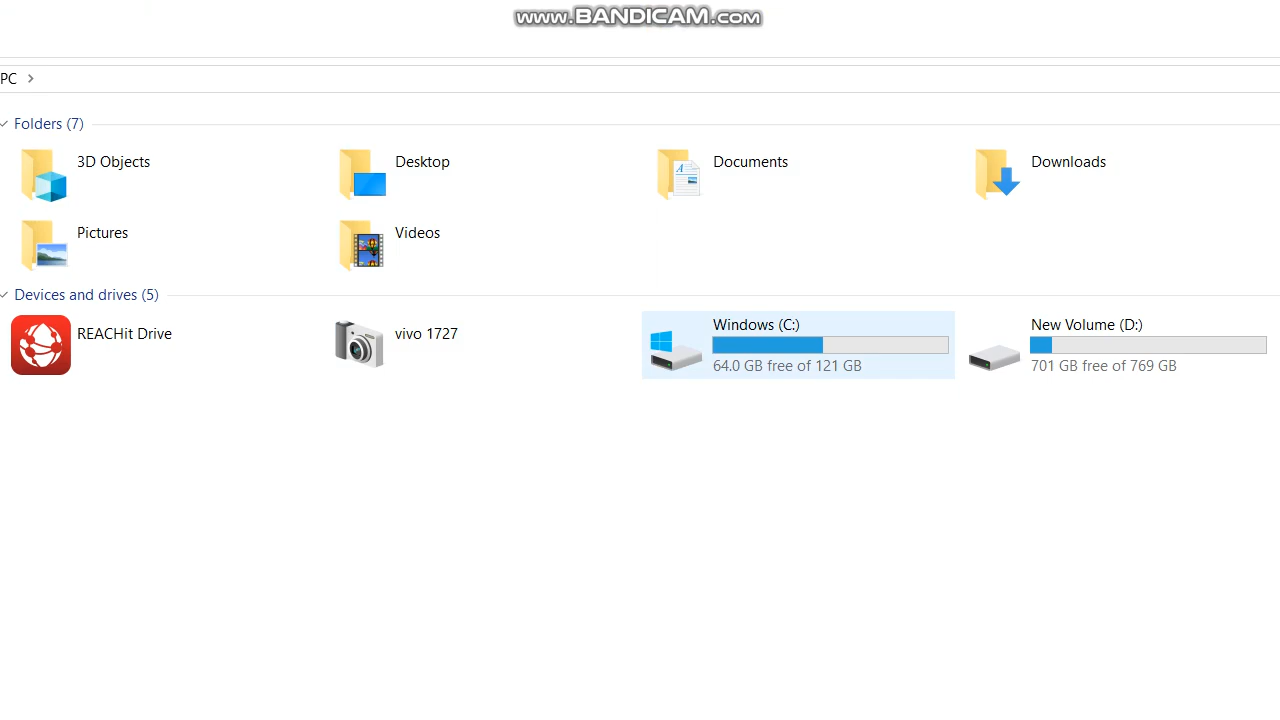 www.BANDICAM.com
PC
Folders (7)
3D Objects
Desktop
Documents
Downloads
Pictures
Videos
Devices and drives (5)
REACHit Drive
vivo 1727
Windows (C:)
64.0 GB free of 121 GB
New Volume (D:)
701 GB free of 769 GB